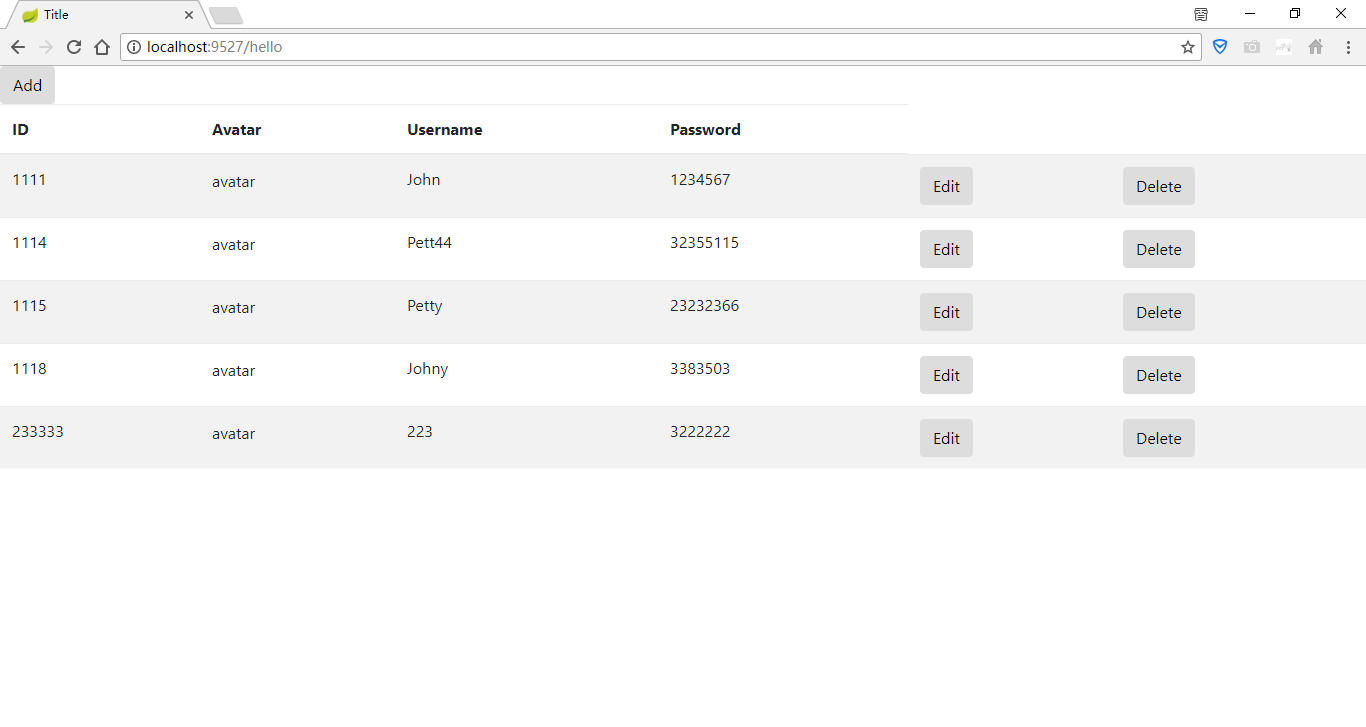 Title
localhost:9527/hello
Add
ID Avatar Username Password
1111 avatar John 1234567 Edit Delete
1114 avatar Pett44 32355115 Edit Delete
1115 avatar Petty 23232366 Edit Delete
1118 avatar Johny 3383503 Edit Delete
233333 avatar 223 3222222 Edit Delete